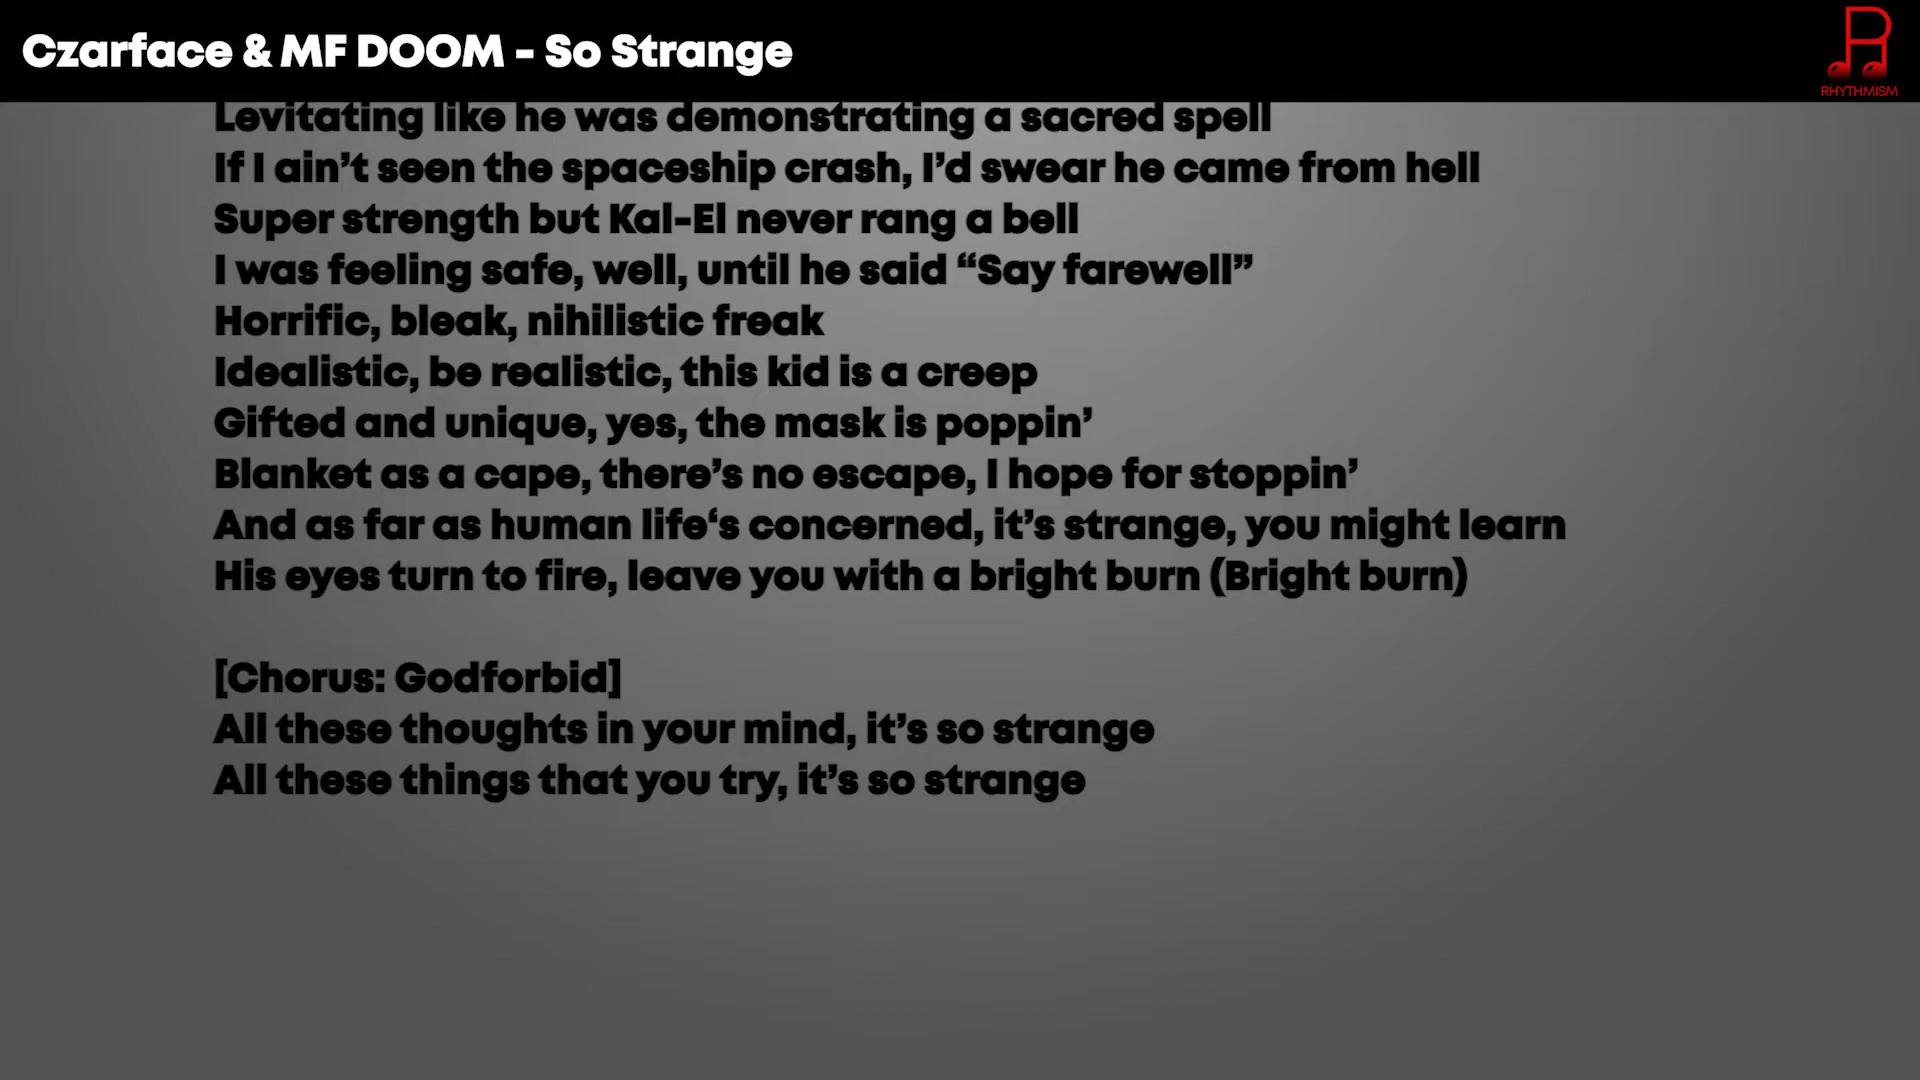 Czarface & MF DOOM - So Strange
RHYTHMISM
Levitating like he was demonstrating a sacred spell
If I ain’t seen the spaceship crash, I’d swear he came from hell
Super strength but Kal-El never rang a bell
I was feeling safe, well, until he said “Say farewell”
Horrific, bleak, nihilistic freak
Idealistic, be realistic, this kid is a creep
Gifted and unique, yes, the mask is poppin’
Blanket as a cape, there’s no escape, I hope for stoppin’
And as far as human life‘s concerned, it’s strange, you might learn
His eyes turn to fire, leave you with a bright burn (Bright burn)
[Chorus: Godforbid]
All these thoughts in your mind, it’s so strange
All these things that you try, it’s so strange